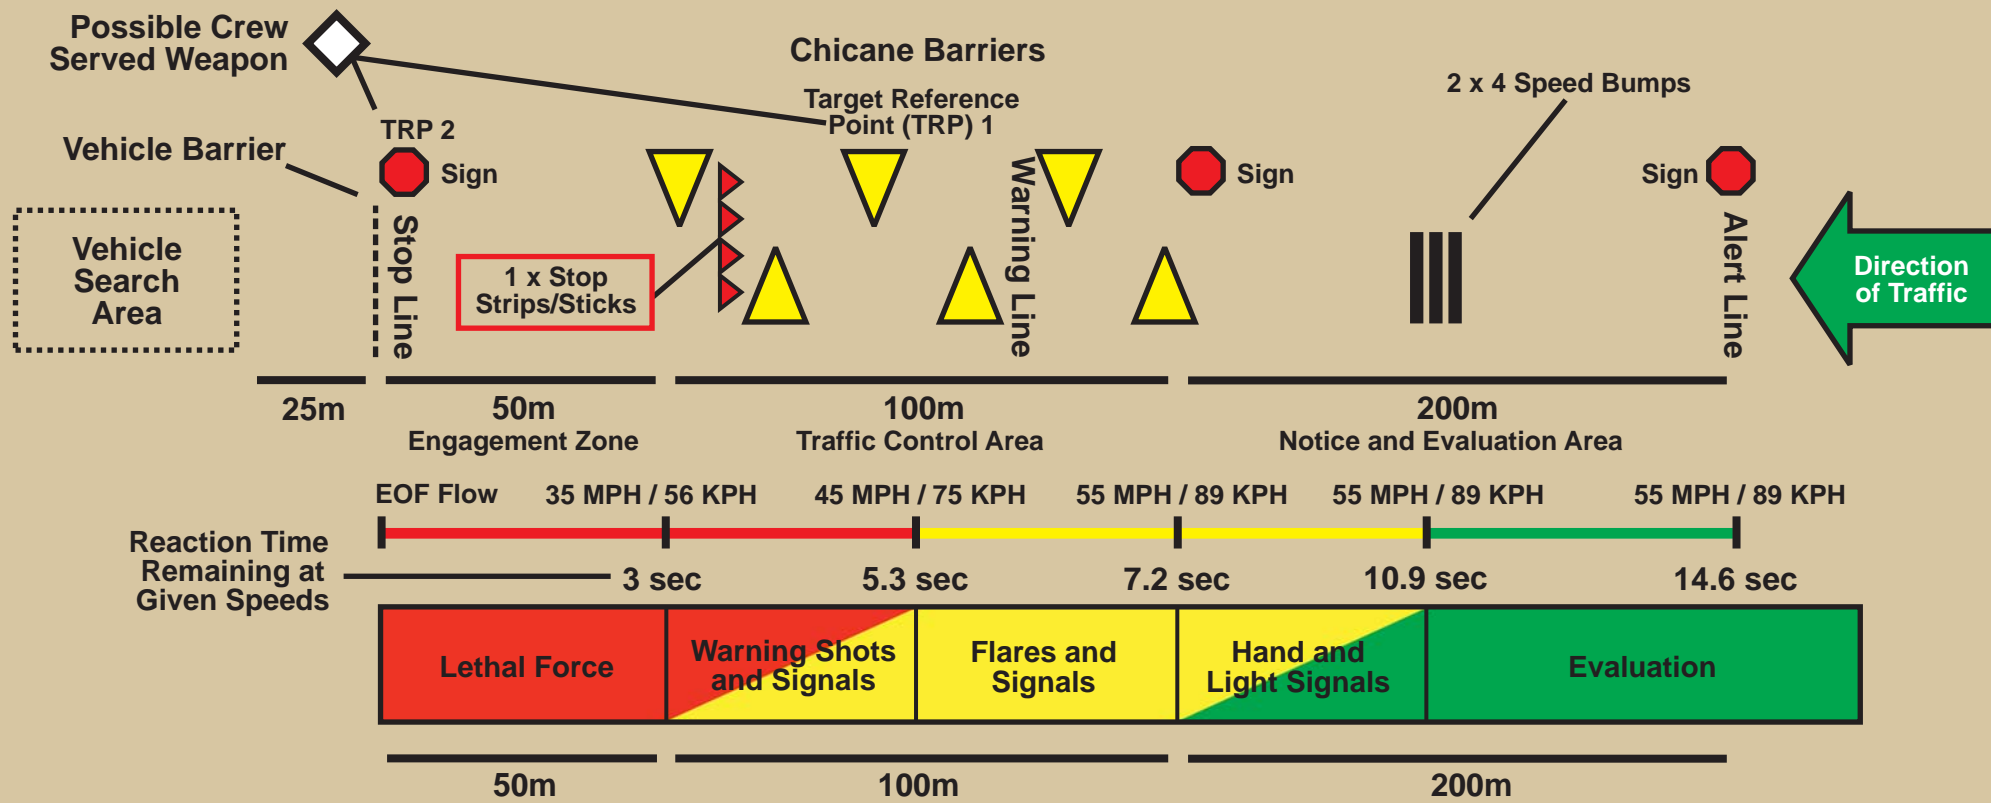 Possible Crew
Served Weapon
Chicane Barriers
Target Reference
Point (TRP) 1
2 x 4 Speed Bumps
TRP 2
Vehicle Barrier
Sign
Sign
Sign
Vehicle
Search
Area
Stop Line
1 x Stop
Strips/Sticks
Warning Line
Alert Line
Direction
of Traffic
25m
50m
100m
200m
Engagement Zone
Traffic Control Area
Notice and Evaluation Area
EOF Flow
35 MPH / 56 KPH
45 MPH / 75 KPH
55 MPH / 89 KPH
55 MPH / 89 KPH
55 MPH / 89 KPH
Reaction Time
Remaining at
Given Speeds
3 sec
5.3 sec
7.2 sec
10.9 sec
14.6 sec
Lethal Force
Warning Shots
and Signals
Flares and
Signals
Hand and
Light Signals
Evaluation
50m
100m
200m